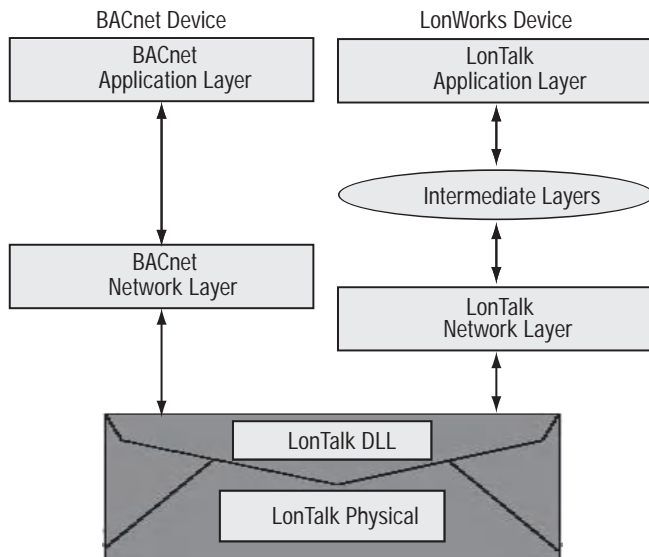 BACnet Device
LonWorks Device
BACnet
Application Layer
LonTalk
Application Layer
Intermediate Layers
BACnet
Network Layer
LonTalk
Network Layer
LonTalk DLL
LonTalk Physical